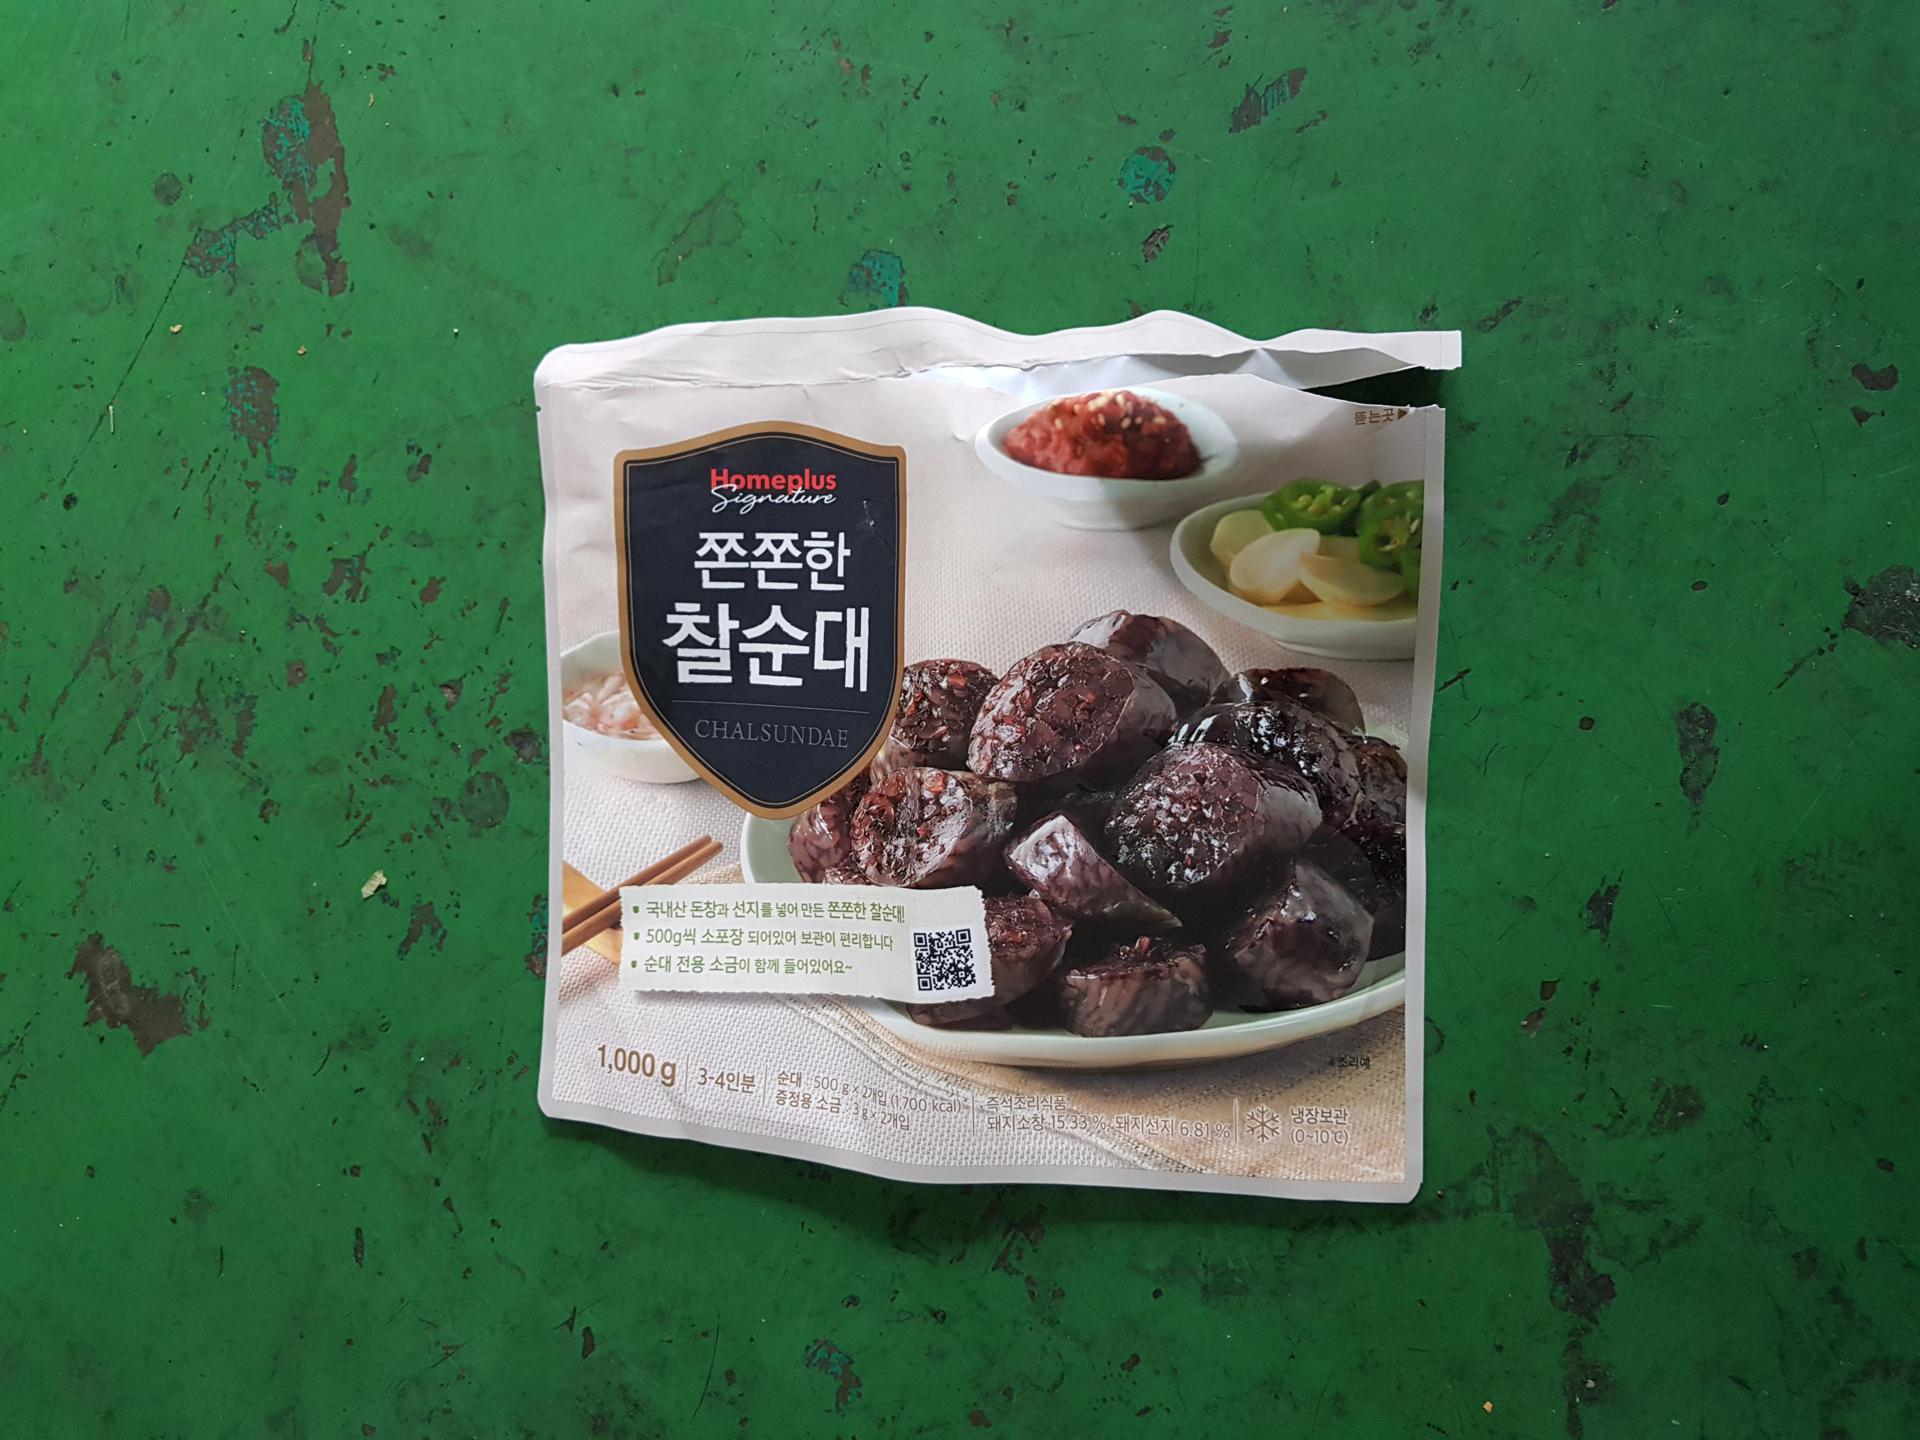 뜯는곳▶
Homeplus
Signature
쫀쫀한
찰순대
CHALSUNDAE
국내산 돈창과 선지를 넣어 만든 쫀쫀한 찰순대!
500g씩 소포장 되어있어 보관이 편리합니다
순대 전용 소금이 함께 들어있어요~
조리예
1,000 g
3-4인분
순대 : 500 g × 2개입 (1,700 kcal)
증정용 소금 : 3 g × 2개입
즉석조리식품
돼지소창 15.33 %, 돼지선지 6.81 %
냉장보관
(0~10℃)